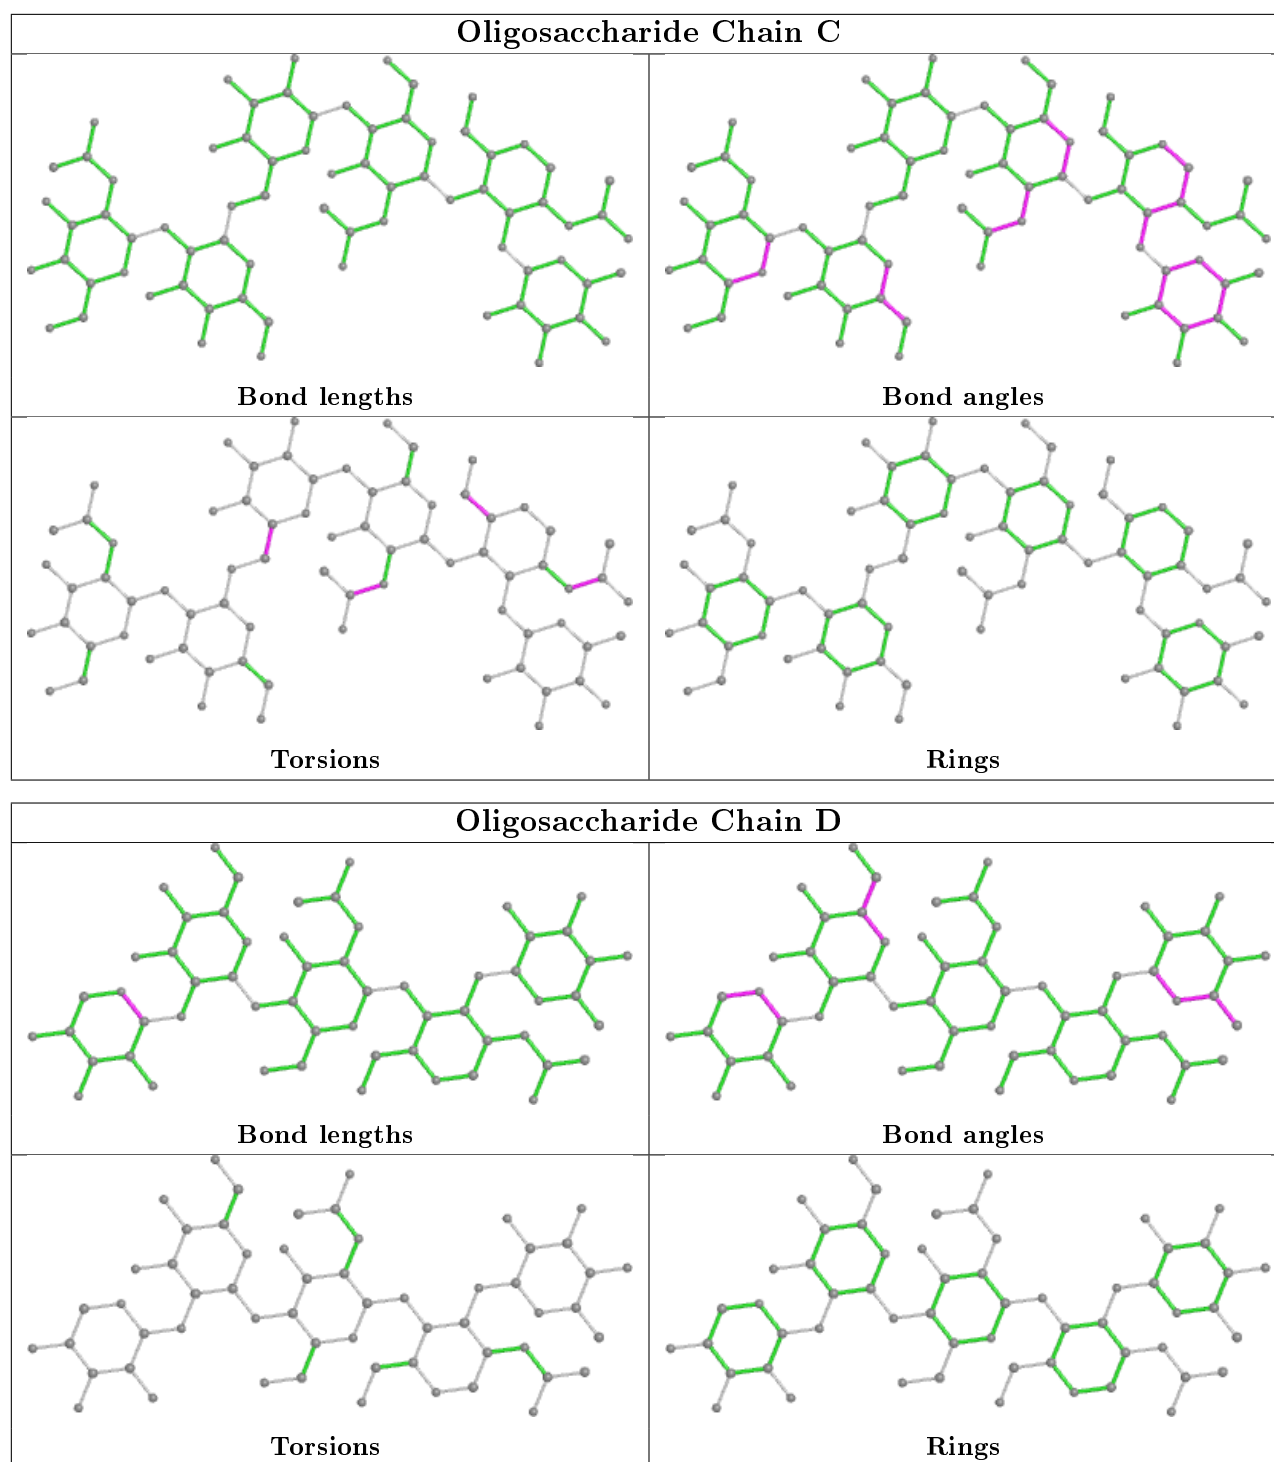 Oligosaccharide Chain C
Bond lengths
Bond angles
Torsions
Rings
Oligosaccharide Chain D
Bond lengths
Bond angles
Torsions
Rings